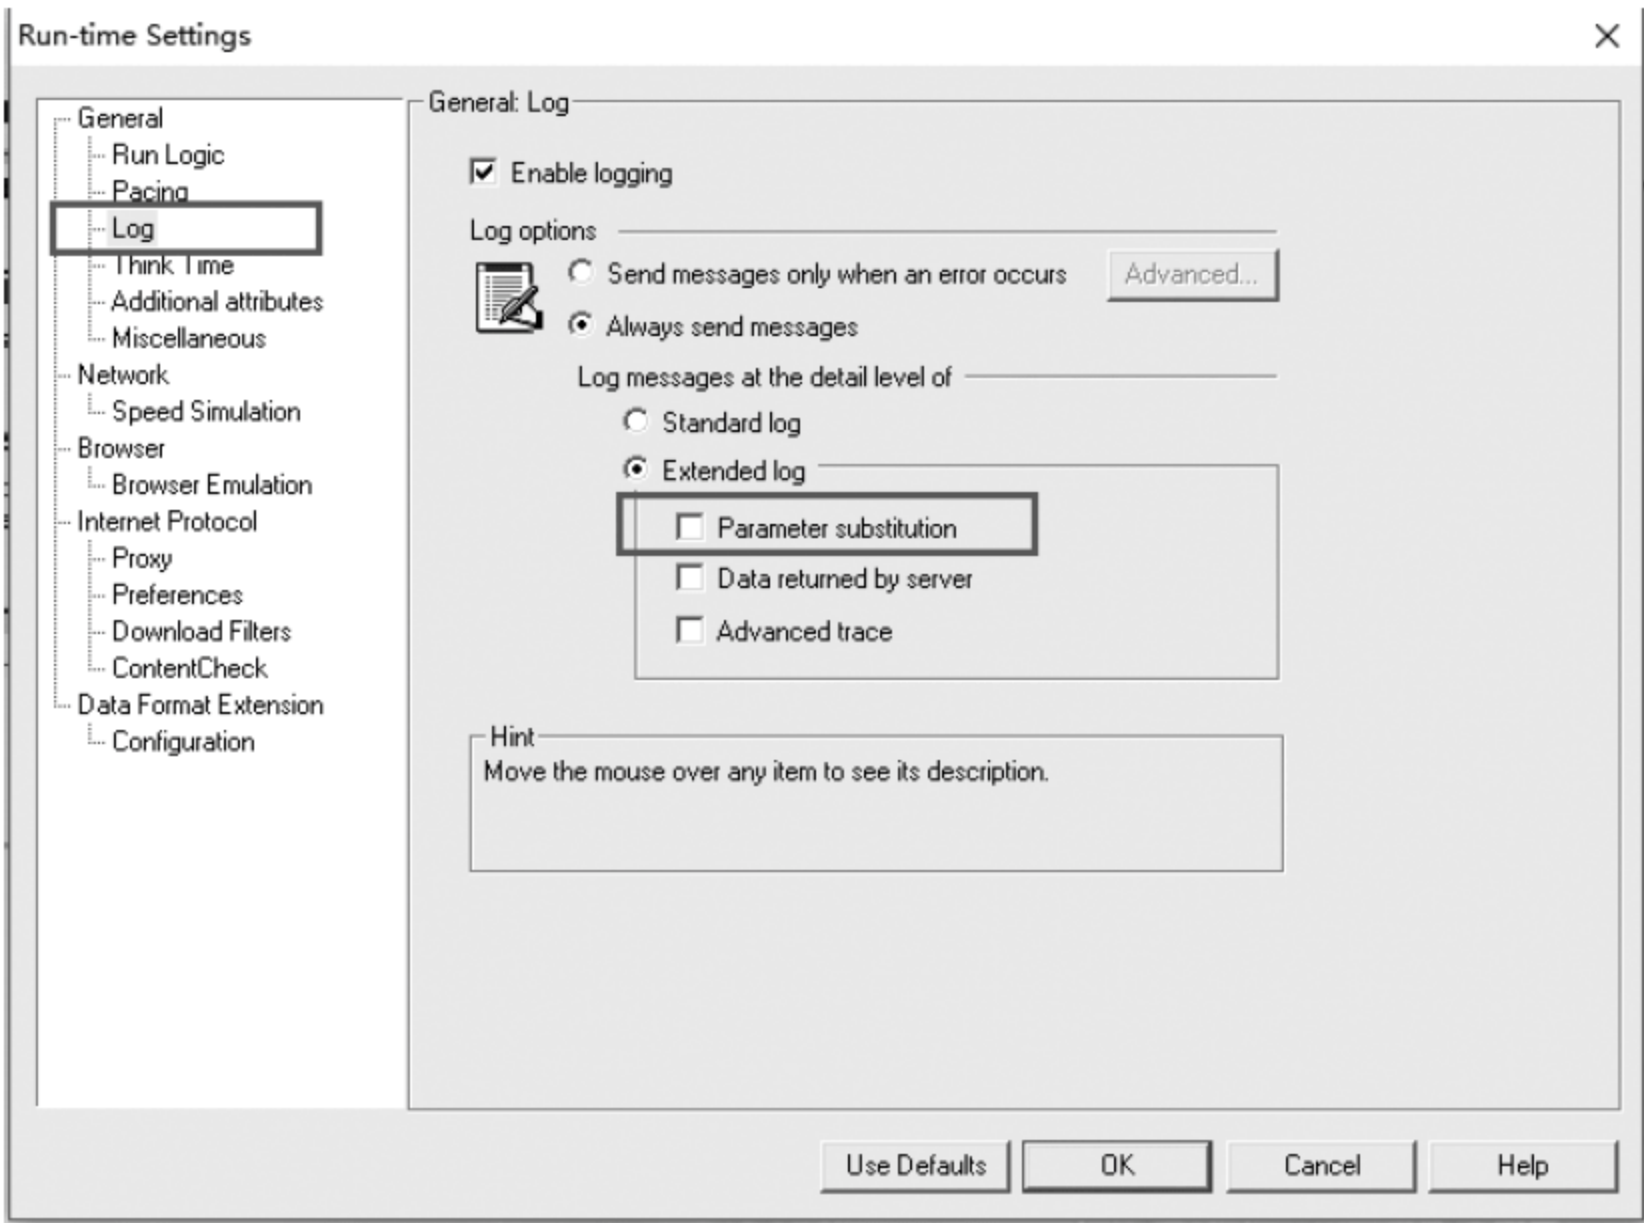 Run-time Settings
General
Run Logic
Pacing
Log
Think Time
Additional attributes
Miscellaneous
Network
Speed Simulation
Browser
Browser Emulation
Internet Protocol
Proxy
Preferences
Download Filters
ContentCheck
Data Format Extension
Configuration
General: Log
Enable logging
Log options
Send messages only when an error occurs
Advanced...
Always send messages
Log messages at the detail level of
Standard log
Extended log
Parameter substitution
Data returned by server
Advanced trace
Hint
Move the mouse over any item to see its description.
Use Defaults
OK
Cancel
Help